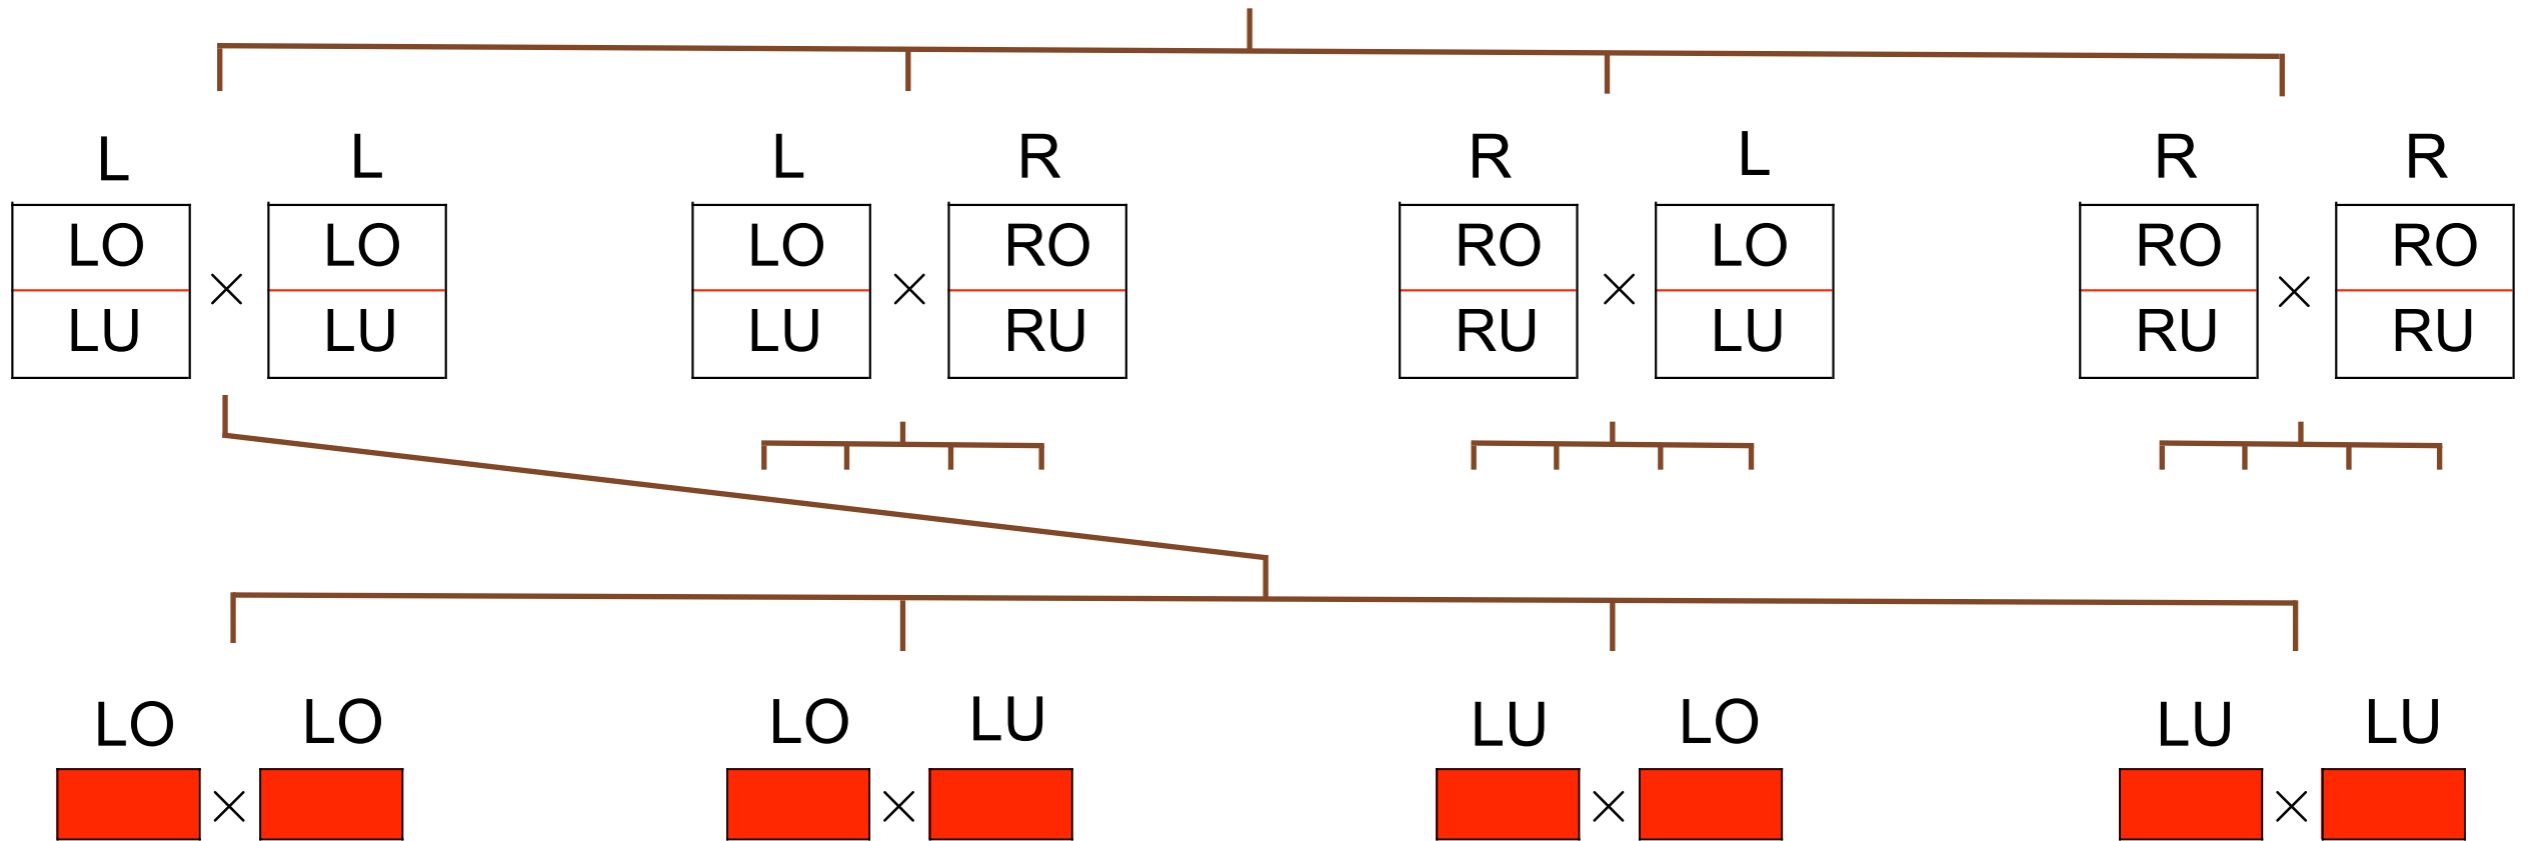 L L L R R L R R
LO × LO LO × RO RO × LO RO × RO
LU LU LU RU RU LU RU RU
LO LO LO LU LU LO LU LU
× × × ×